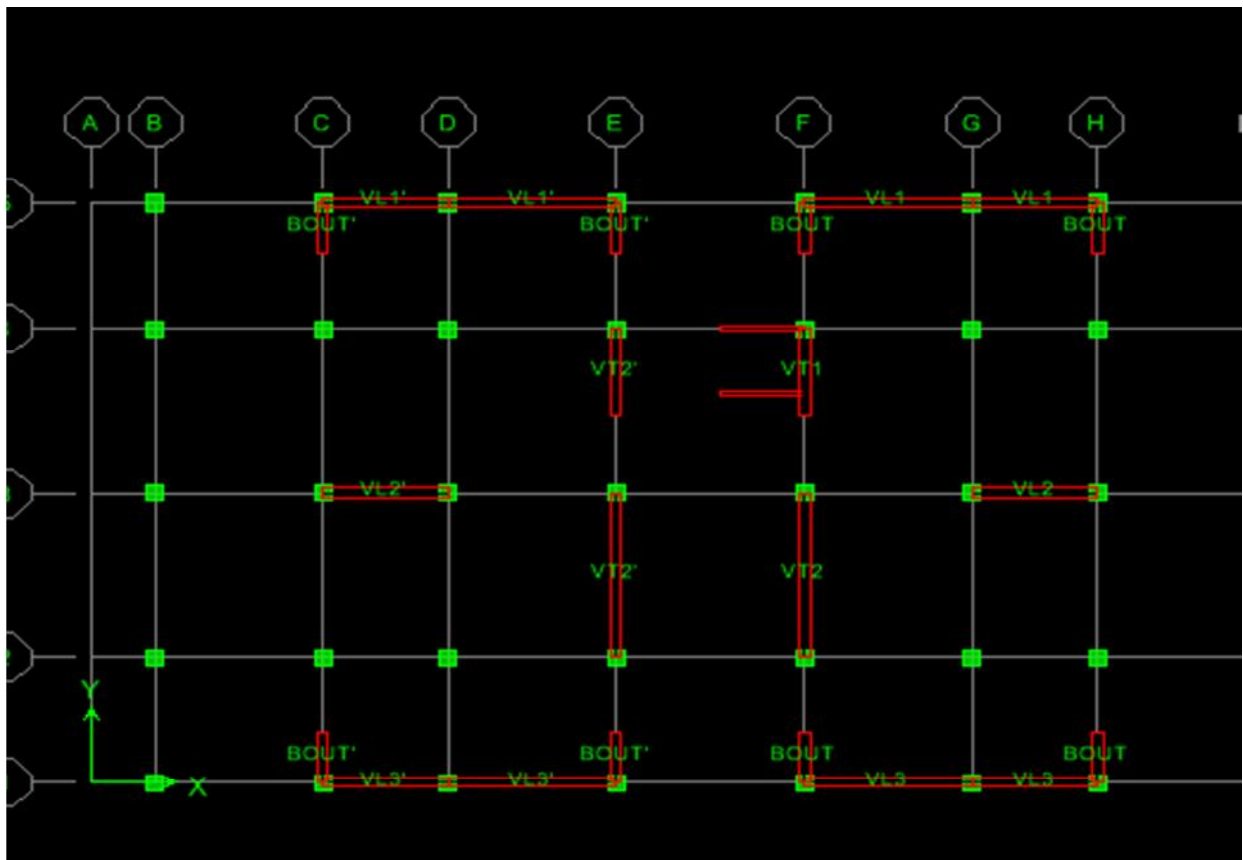 A B C D E F G H
VL1' VL1' VL1 VL1
BOUT' BOUT' BOUT BOUT
VT2' VT1
VL2' VL2
VT2' VT2
Y
BOUT' BOUT' BOUT BOUT
X
VL3' VL3' VL3 VL3